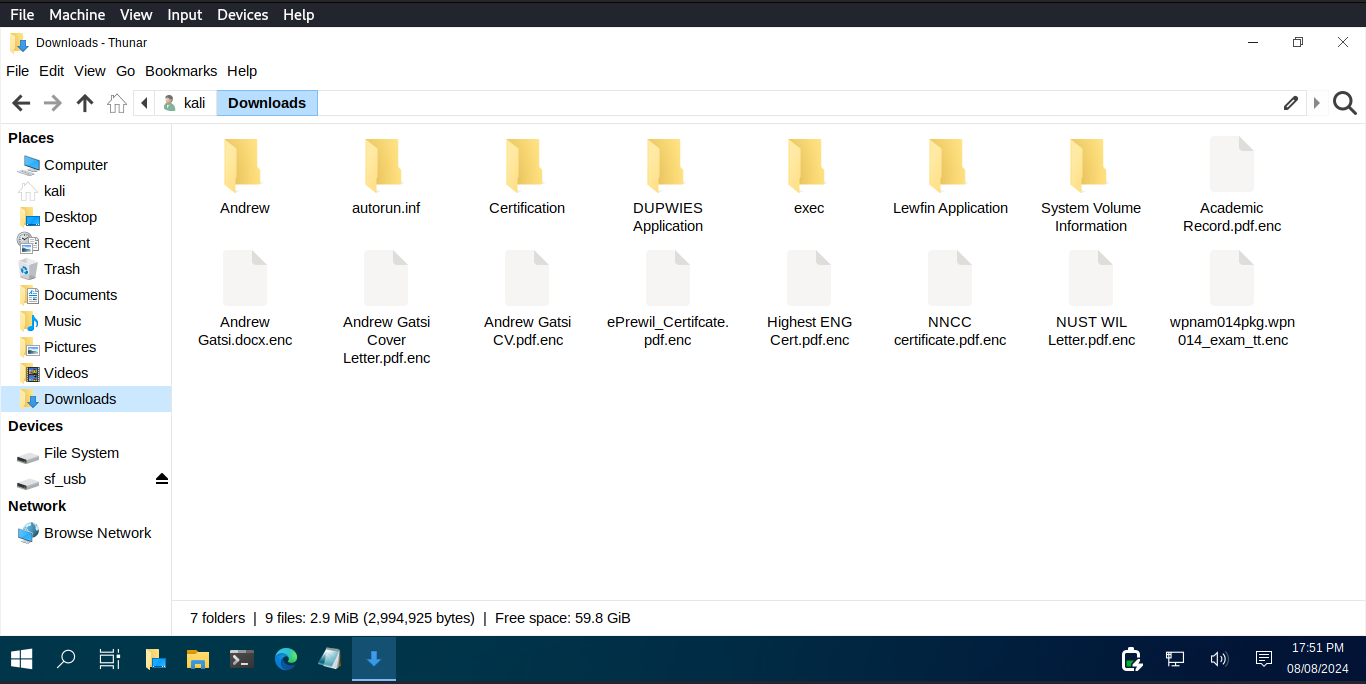 File Machine View Input Devices Help
Downloads - Thunar
File Edit View Go Bookmarks Help
kali Downloads
Places
Computer
kali
Desktop
Recent
Trash
Documents
Music
Pictures
Videos
Downloads
Devices
File System
sf_usb
Network
Browse Network
Andrew
autorun.inf
Certification
DUPWIES
Application
exec
Lewfin Application
System Volume
Information
Academic
Record.pdf.enc
Andrew
Gatsi.docx.enc
Andrew Gatsi
Cover
Letter.pdf.enc
Andrew Gatsi
CV.pdf.enc
ePrewil_Certifcate.
pdf.enc
Highest ENG
Cert.pdf.enc
NNCC
certificate.pdf.enc
NUST WIL
Letter.pdf.enc
wpnam014pkg.wpn
014_exam_tt.enc
7 folders | 9 files: 2.9 MiB (2,994,925 bytes) | Free space: 59.8 GiB
17:51 PM
08/08/2024